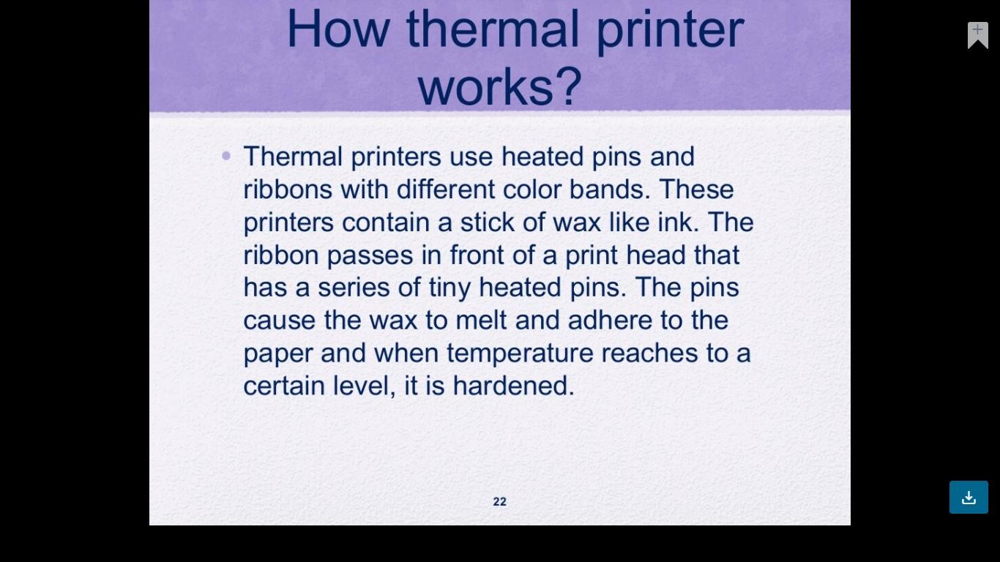 How thermal printer
works?
• Thermal printers use heated pins and
ribbons with different color bands. These
printers contain a stick of wax like ink. The
ribbon passes in front of a print head that
has a series of tiny heated pins. The pins
cause the wax to melt and adhere to the
paper and when temperature reaches to a
certain level, it is hardened.
22